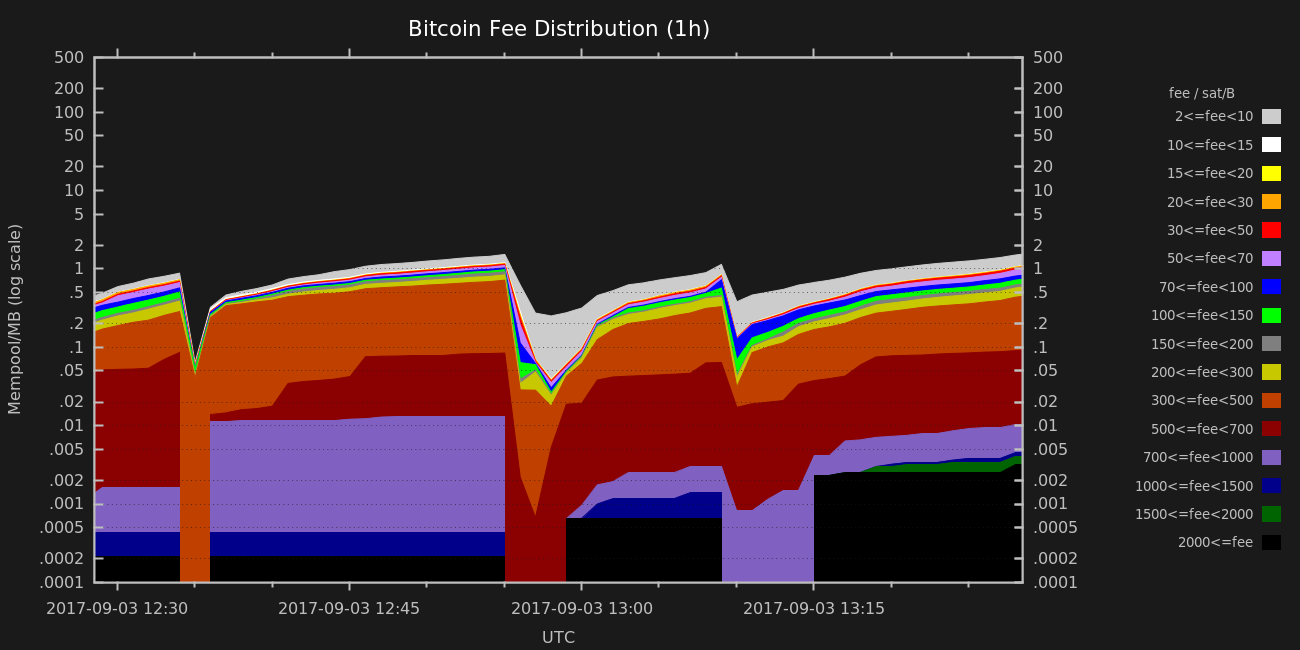 Bitcoin Fee Distribution (1h)
500 500
200 200
100 100
50 50
20 20
10 10
5 5
2 2
1 1
.5 .5
.2 .2
.1 .1
.05 .05
.02 .02
.01 .01
.005 .005
.002 .002
.001 .001
.0005 .0005
.0002 .0002
.0001 .0001
Mempool/MB (log scale)
2017-09-03 12:30 2017-09-03 12:45 2017-09-03 13:00 2017-09-03 13:15
UTC
fee / sat/B
2<=fee<10
10<=fee<15
15<=fee<20
20<=fee<30
30<=fee<50
50<=fee<70
70<=fee<100
100<=fee<150
150<=fee<200
200<=fee<300
300<=fee<500
500<=fee<700
700<=fee<1000
1000<=fee<1500
1500<=fee<2000
2000<=fee